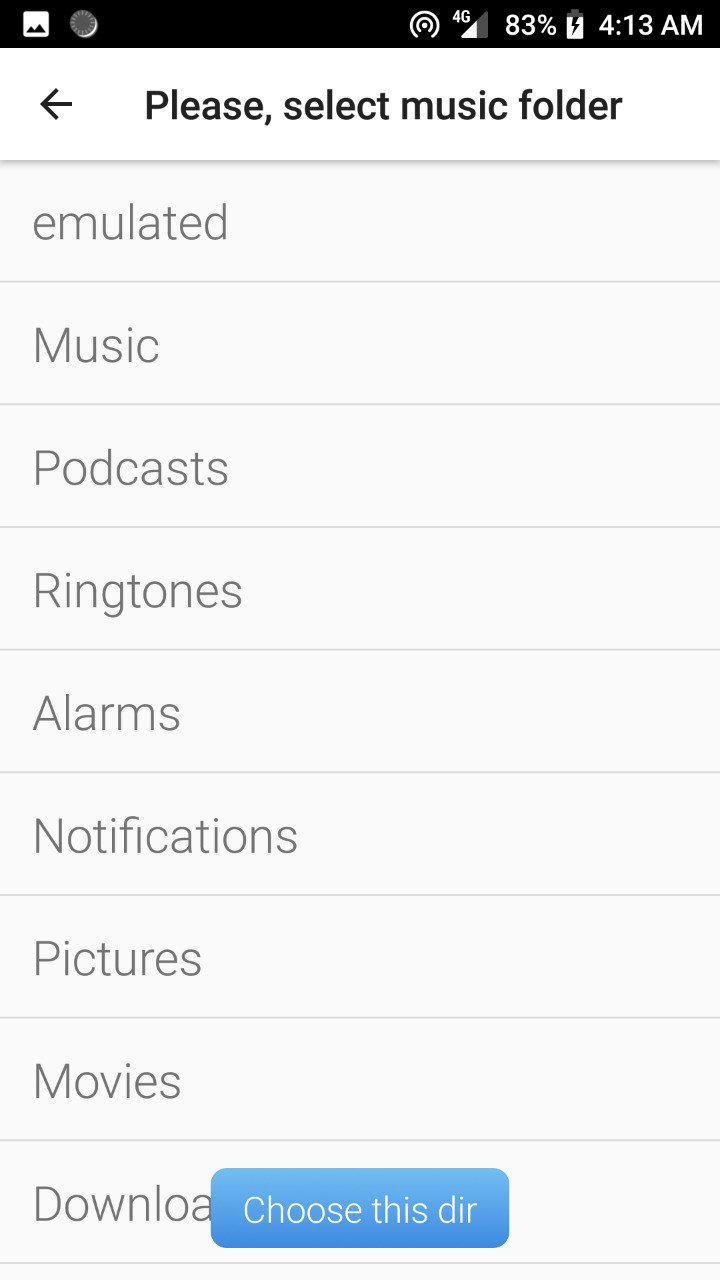 4G 83% 4:13 AM
Please, select music folder
emulated
Music
Podcasts
Ringtones
Alarms
Notifications
Pictures
Movies
Downloa
Choose this dir